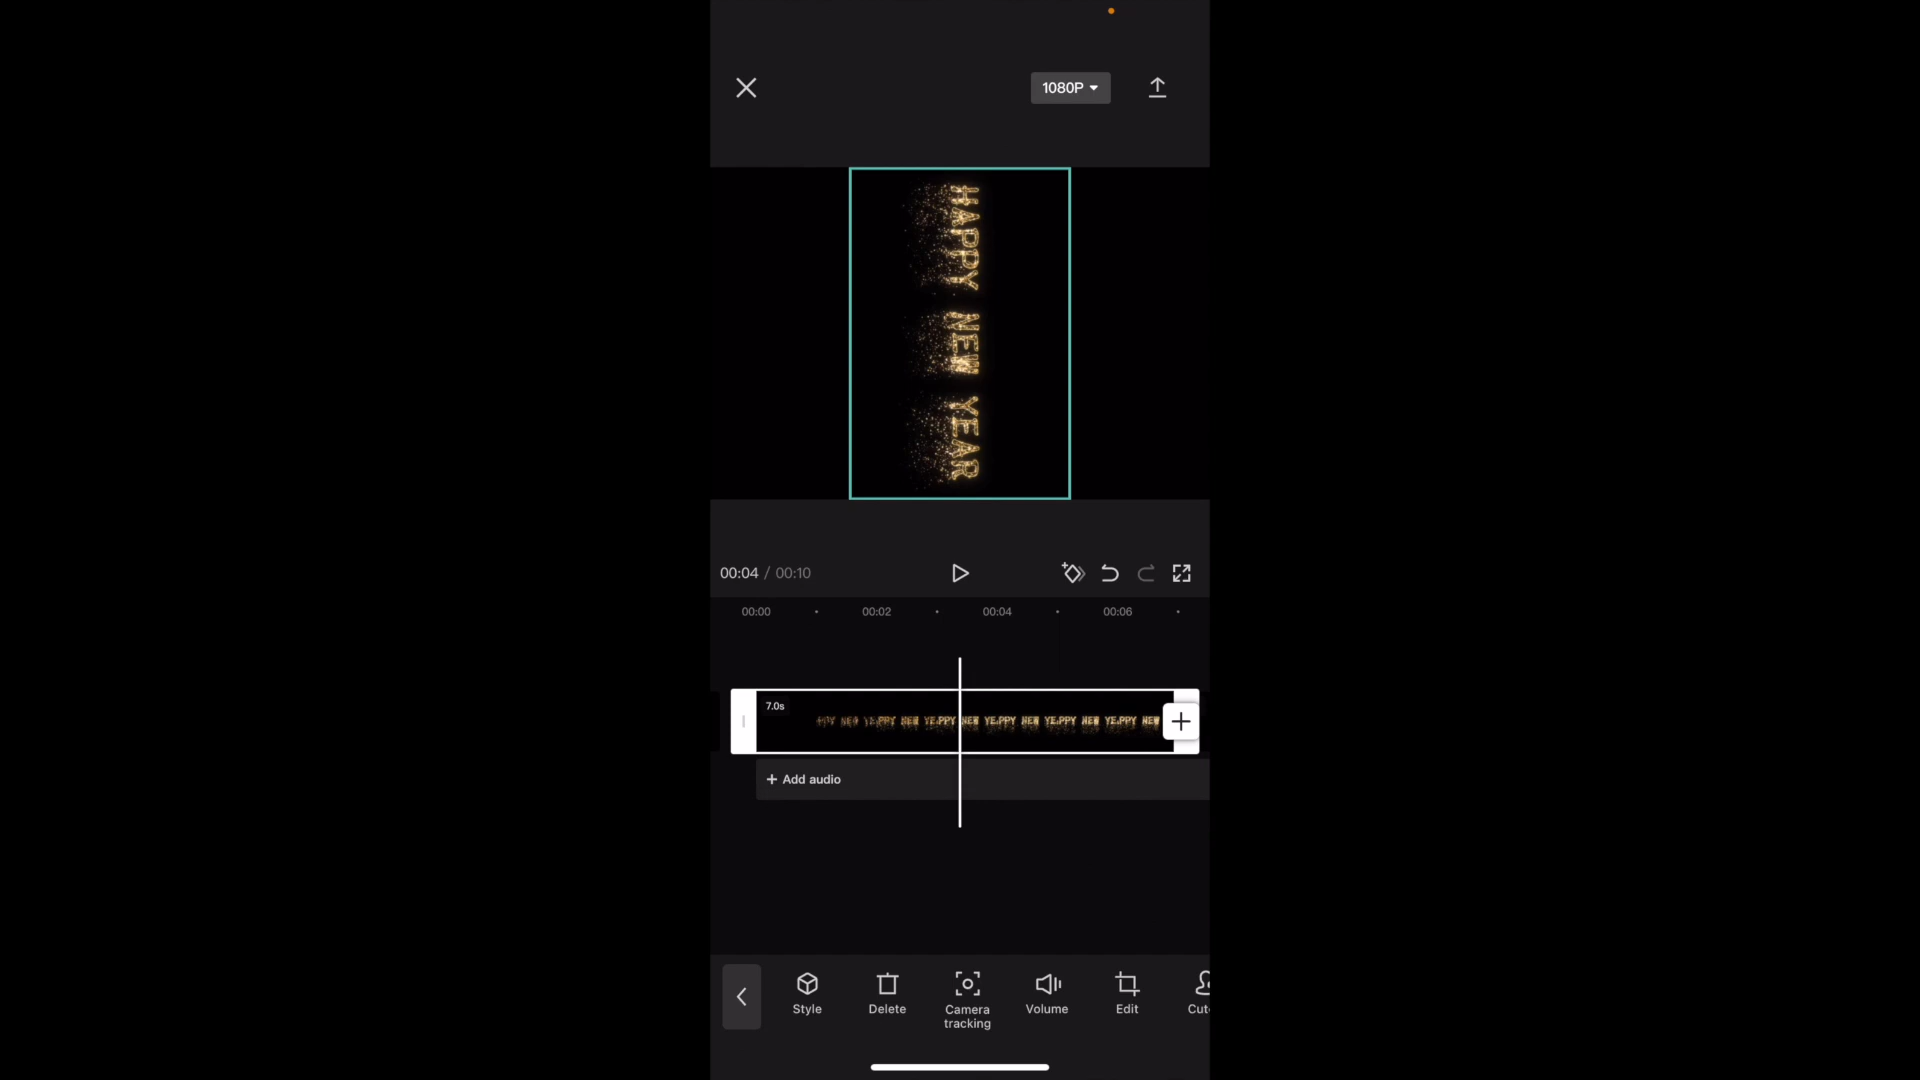 1080P
HAPPY NEW YEAR
00:04 / 00:10
00:00 00:02 00:04 00:06
7.0s
+ Add audio
Style
Delete
Camera tracking
Volume
Edit